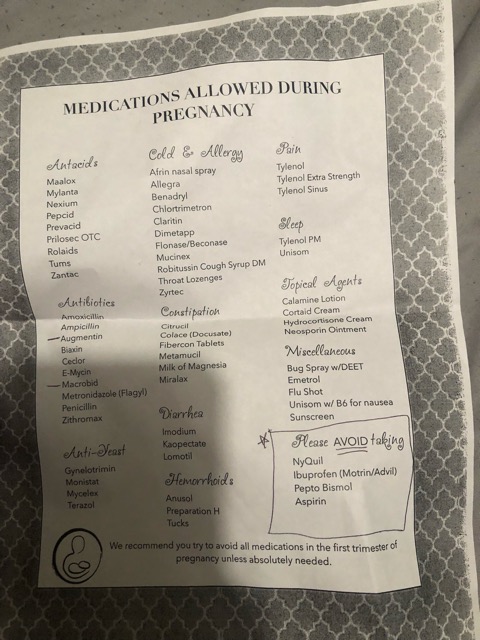 MEDICATIONS ALLOWED DURING
PREGNANCY
Antacids
Maalox
Mylanta
Nexium
Pepcid
Prevacid
Prilosec OTC
Rolaids
Tums
Zantac
Antibiotics
Amoxicillin
Ampicillin
Augmentin
Biaxin
Ceclor
E-Mycin
Macrobid
Metronidazole (Flagyl)
Penicillin
Zithromax
Anti-Yeast
Gynelotrimin
Monistat
Mycelex
Terazol
Cold & Allergy
Afrin nasal spray
Allegra
Benadryl
Chlortrimetron
Claritin
Dimetapp
Flonase/Beconase
Mucinex
Robitussin Cough Syrup DM
Throat Lozenges
Zyrtec
Constipation
Citrucil
Colace (Docusate)
Fibercon Tablets
Metamucil
Milk of Magnesia
Miralax
Diarrhea
Imodium
Kaopectate
Lomotil
Hemorrhoids
Anusol
Preparation H
Tucks
Pain
Tylenol
Tylenol Extra Strength
Tylenol Sinus
Sleep
Tylenol PM
Unisom
Topical Agents
Calamine Lotion
Cortaid Cream
Hydrocortisone Cream
Neosporin Ointment
Miscellaneous
Bug Spray w/DEET
Emetrol
Flu Shot
Unisom w/ B6 for nausea
Sunscreen
Please AVOID taking
NyQuil
Ibuprofen (Motrin/Advil)
Pepto Bismol
Aspirin
We recommend you try to avoid all medications in the first trimester of
pregnancy unless absolutely needed.